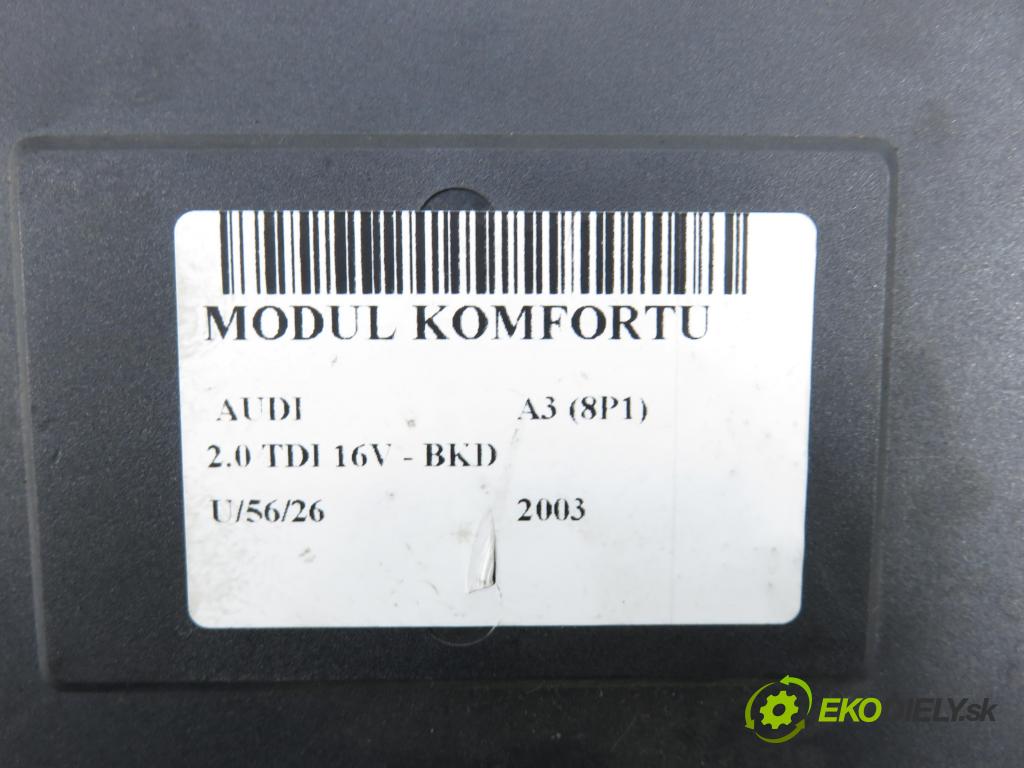 MODUL KOMFORTU
AUDI A3 (8P1)
2.0 TDI 16V - BKD
U/56/26 2003
EKODIELY.sk